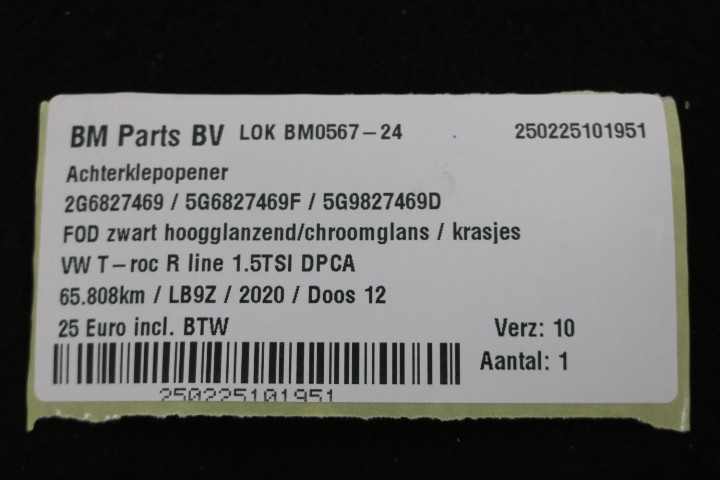 BM Parts BV LOK BM0567-24 250225101951
Achterklepopener
2G6827469 / 5G6827469F / 5G9827469D
FOD zwart hoogglanzend/chroomglans / krasjes
VW T-roc R line 1.5TSI DPCA
65.808km / LB9Z / 2020 / Doos 12
25 Euro incl. BTW Verz: 10
Aantal: 1
250225101951